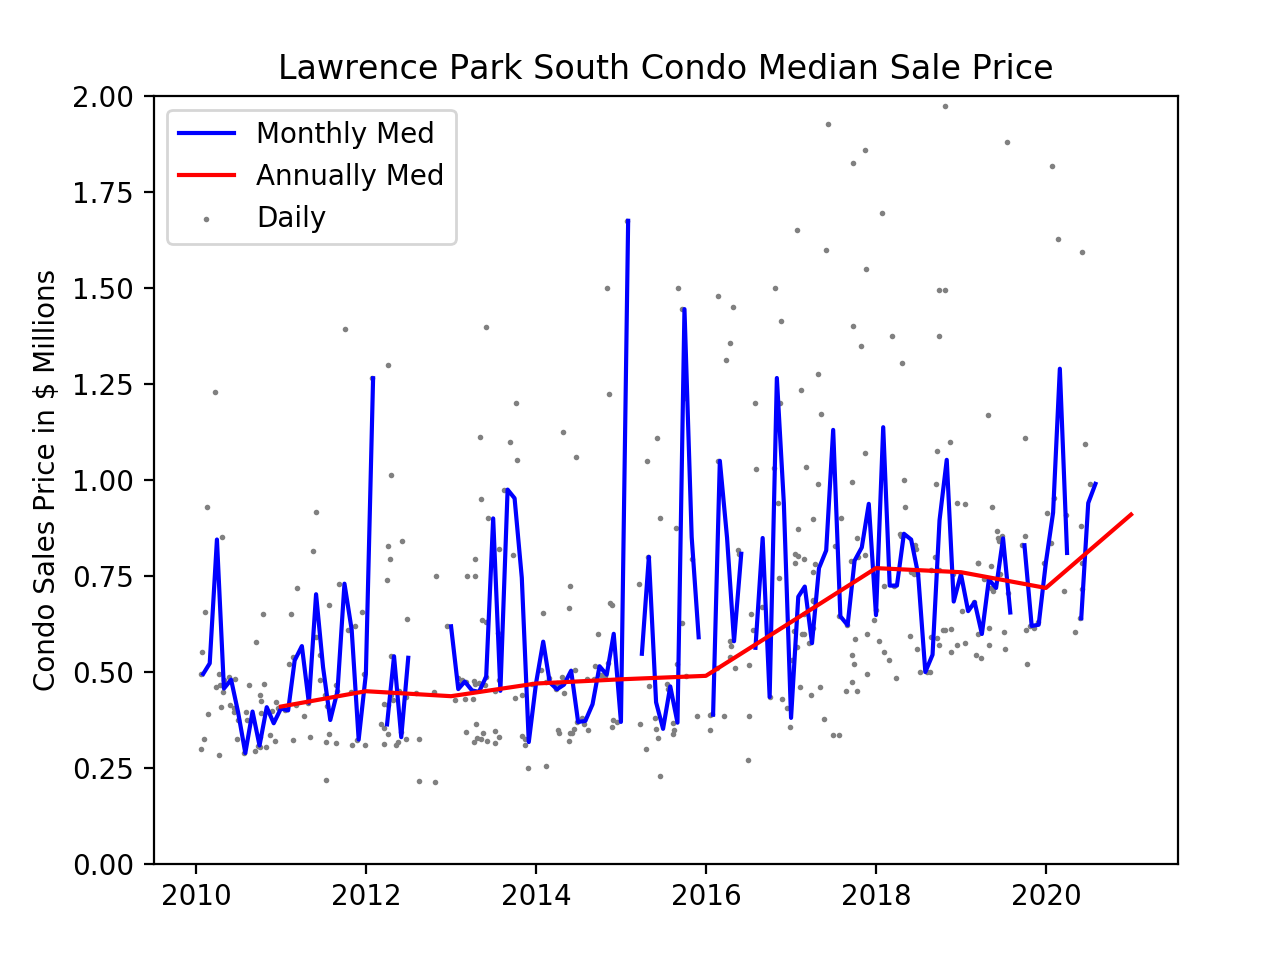 Lawrence Park South Condo Median Sale Price
Monthly Med
Annually Med
Daily
Condo Sales Price in $ Millions
2.00
1.75
1.50
1.25
1.00
0.75
0.50
0.25
0.00
2010 2012 2014 2016 2018 2020